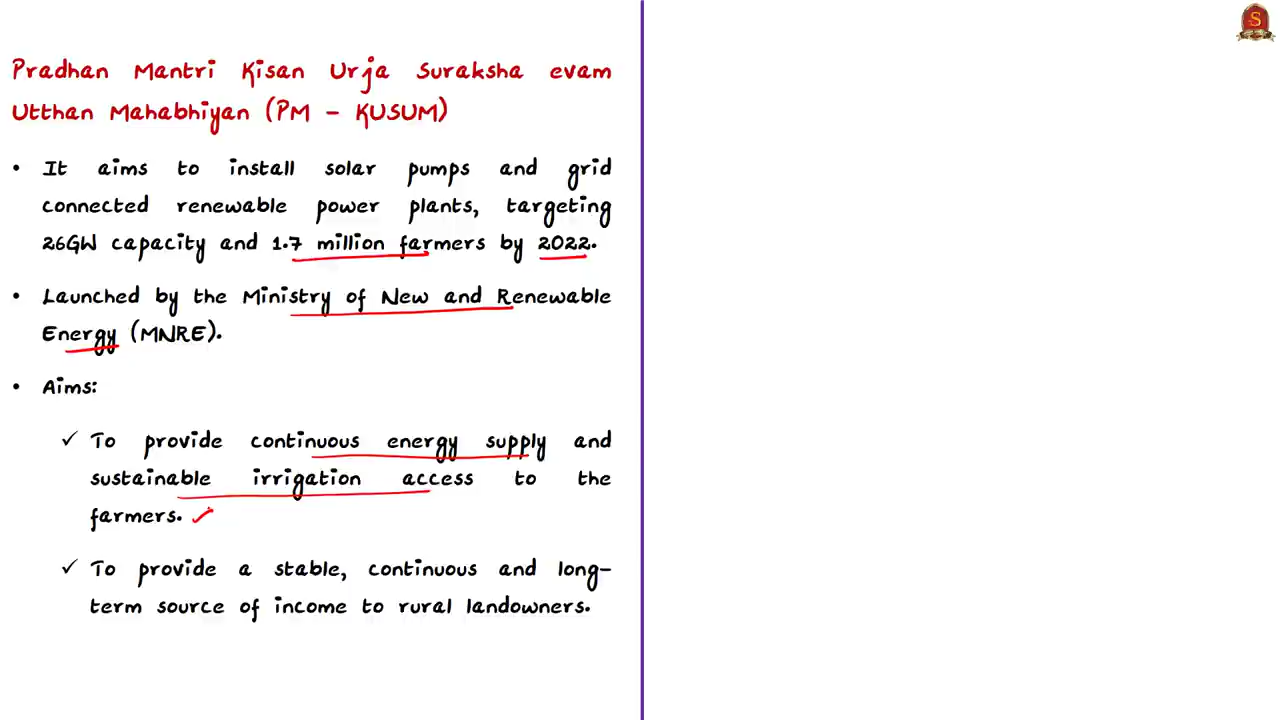 Pradhan Mantri Kisan Urja Suraksha evam
Utthan Mahabhiyan (PM - KUSUM)
• It aims to install solar pumps and grid
connected renewable power plants, targeting
26GW capacity and 1.7 million farmers by 2022.
• Launched by the Ministry of New and Renewable
Energy (MNRE).
• Aims:
✓ To provide continuous energy supply and
sustainable irrigation access to the
farmers.
✓ To provide a stable, continuous and long-
term source of income to rural landowners.
S